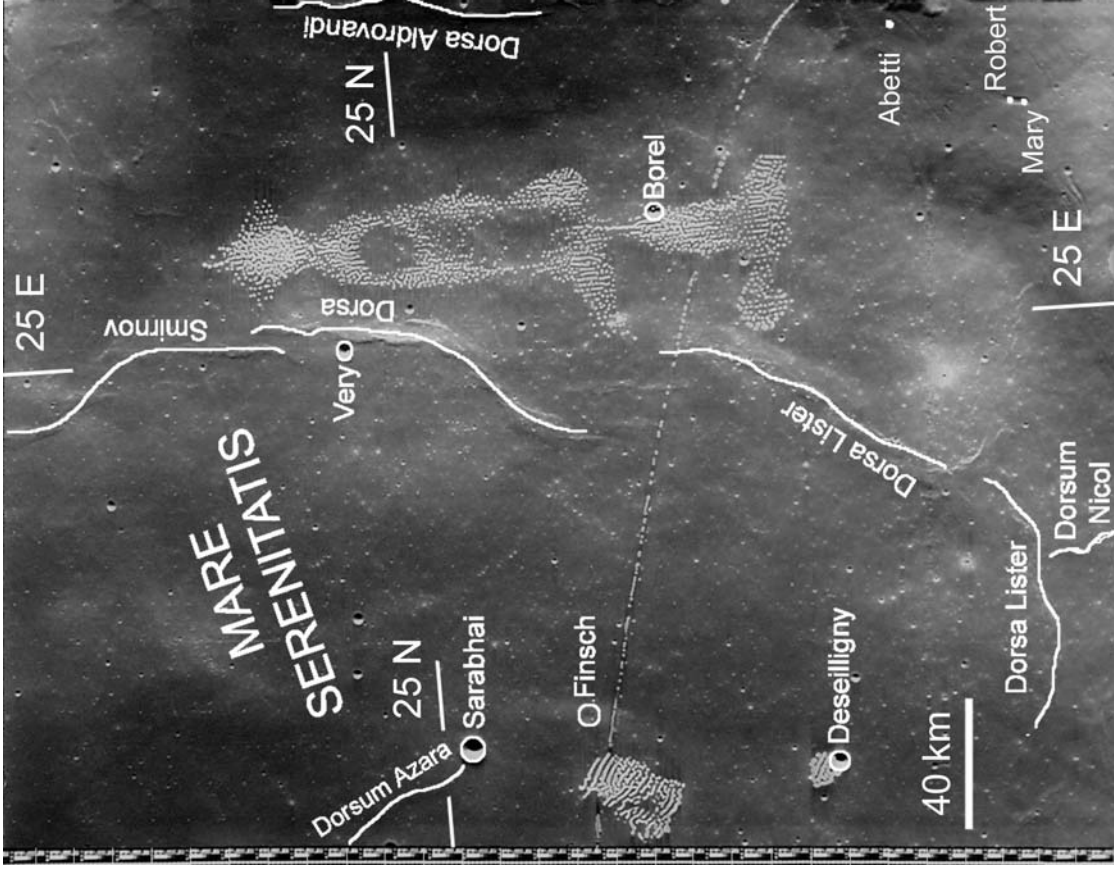 Dorsa Aldrovandi
25 N
Abetti
Robert
Mary
Borel
25 E
25 E
Smirnov
Dorsa
Very
Dorsa Lister
MARE
SERENITATIS
Dorsum
Nicol
Dorsa Lister
25 N
Sarabhai
Finsch
Deseilligny
Dorsum Azara
40 km